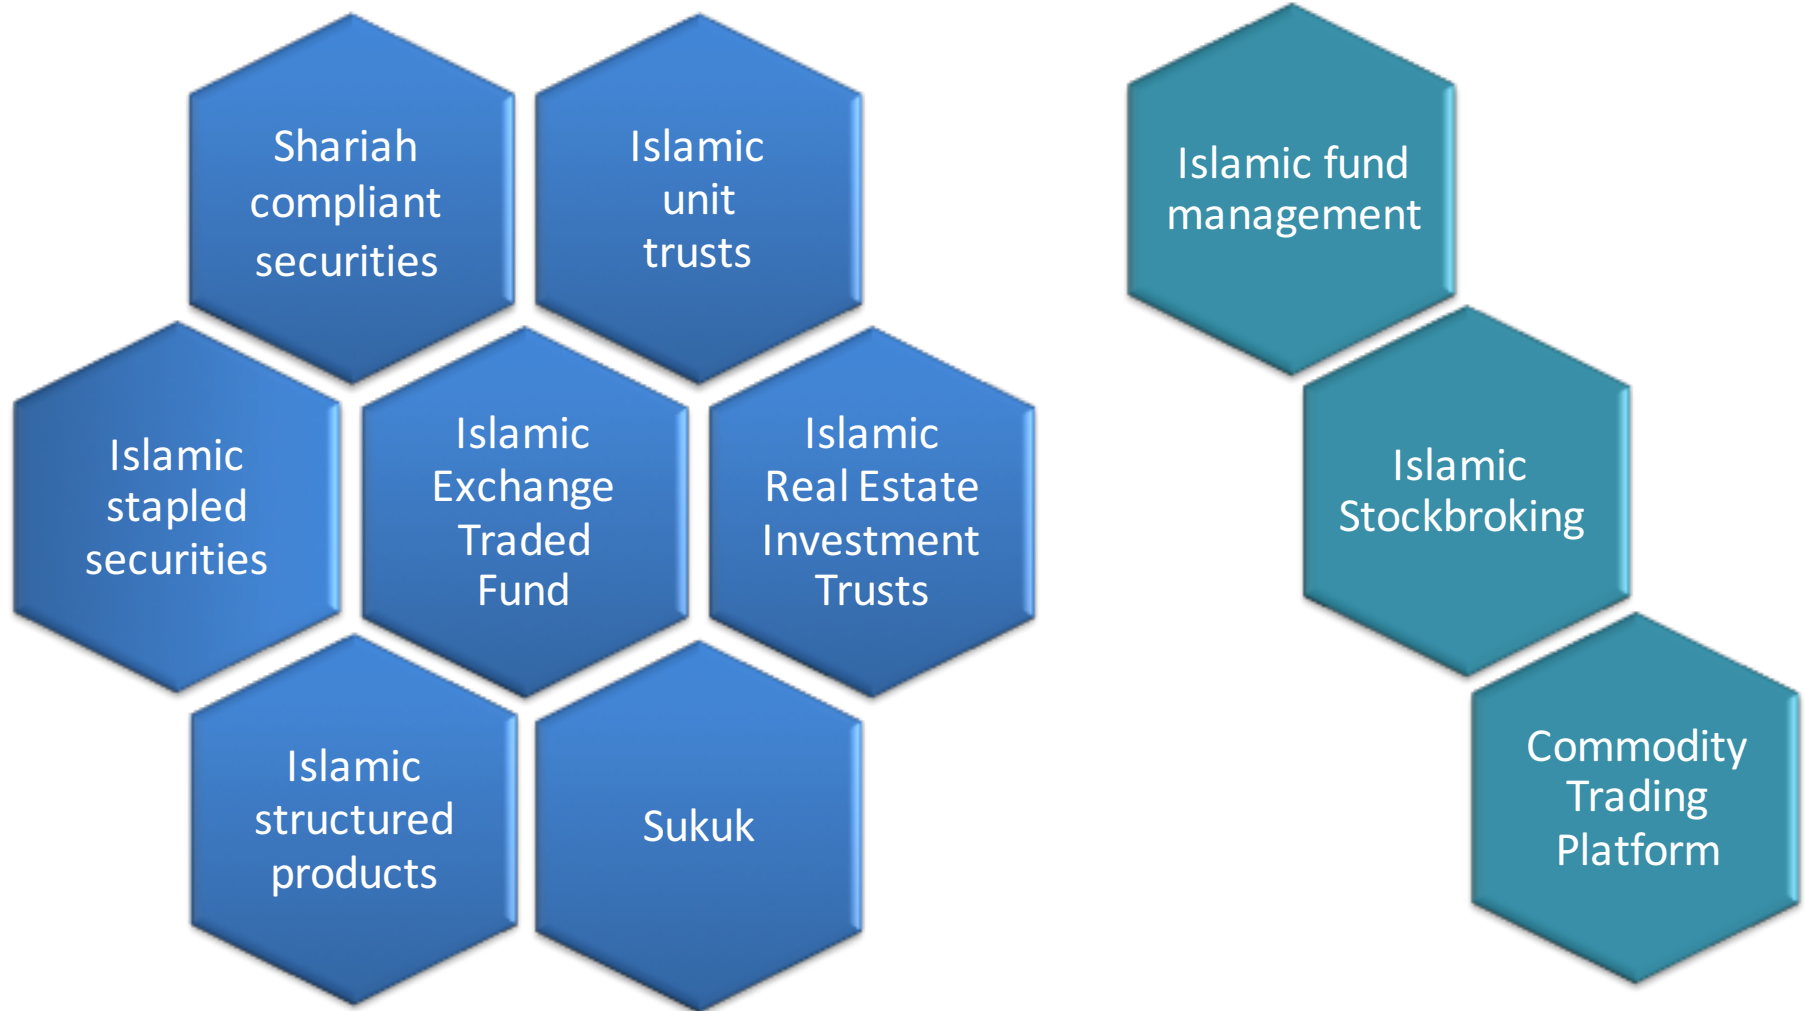 Shariah
compliant
securities
Islamic
unit
trusts
Islamic
stapled
securities
Islamic
Exchange
Traded
Fund
Islamic
Real Estate
Investment
Trusts
Islamic
structured
products
Sukuk
Islamic fund
management
Islamic
Stockbroking
Commodity
Trading
Platform